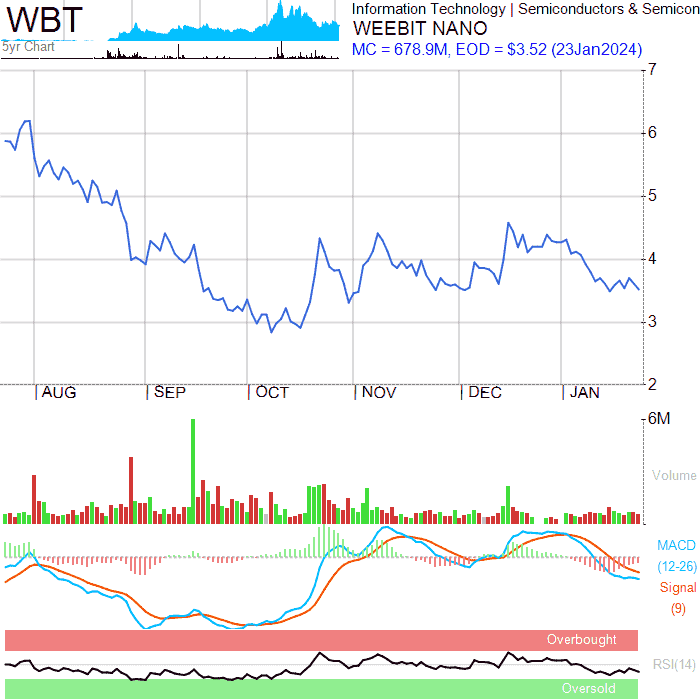 WBT
5yr Chart
Information Technology | Semiconductors & Semicon
WEEBIT NANO
MC = 678.9M, EOD = $3.52 (23Jan2024)
7
6
5
4
3
2
AUG
SEP
OCT
NOV
DEC
JAN
6M
Volume
MACD
(12-26)
Signal
(9)
Overbought
RSI(14)
Oversold